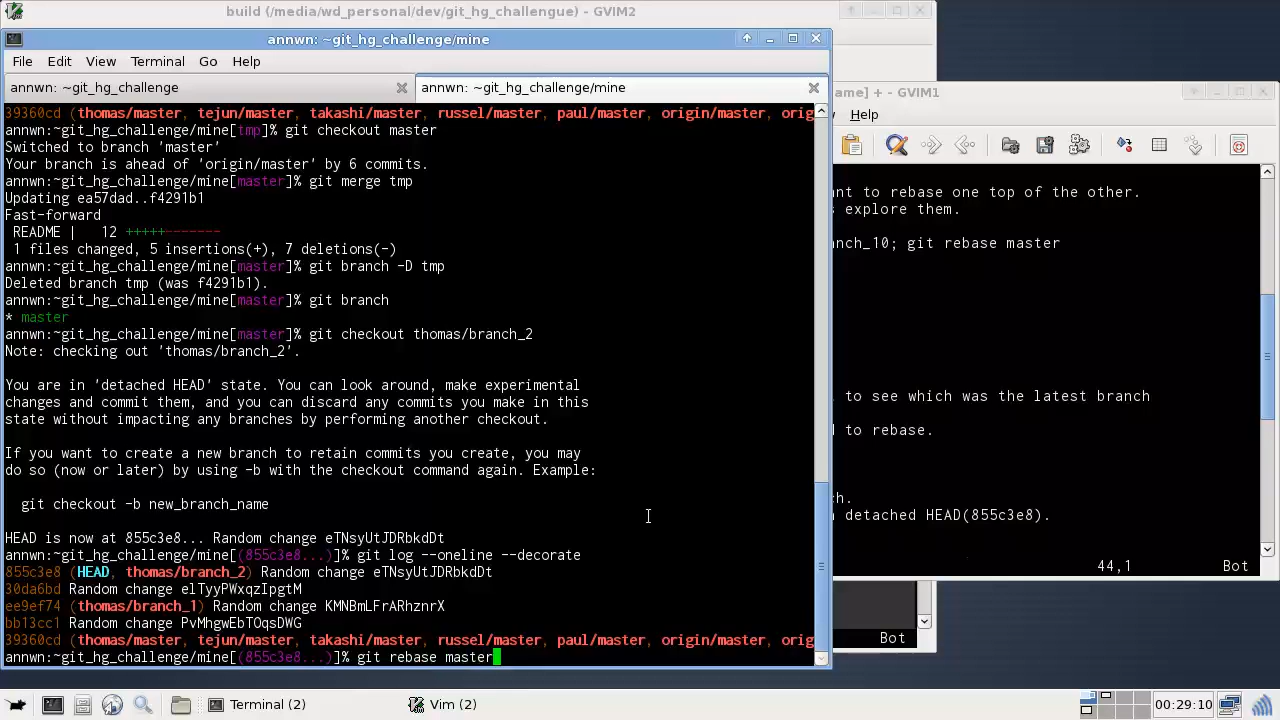 build (/media/wd_personal/dev/git_hg_challengue) - GVIM2
annwn: ~git_hg_challenge/mine
File Edit View Terminal Go Help
annwn: ~git_hg_challenge
annwn: ~git_hg_challenge/mine
39360cd (thomas/master, tejun/master, takashi/master, russel/master, paul/master, origin/master, orig
annwn:~git_hg_challenge/mine[tmp]% git checkout master
Switched to branch 'master'
Your branch is ahead of 'origin/master' by 6 commits.
annwn:~git_hg_challenge/mine[master]% git merge tmp
Updating ea57dad..f4291b1
Fast-forward
README | 12 +++++-------
1 files changed, 5 insertions(+), 7 deletions(-)
annwn:~git_hg_challenge/mine[master]% git branch -D tmp
Deleted branch tmp (was f4291b1).
annwn:~git_hg_challenge/mine[master]% git branch
* master
annwn:~git_hg_challenge/mine[master]% git checkout thomas/branch_2
Note: checking out 'thomas/branch_2'.
You are in 'detached HEAD' state. You can look around, make experimental
changes and commit them, and you can discard any commits you make in this
state without impacting any branches by performing another checkout.
If you want to create a new branch to retain commits you create, you may
do so (now or later) by using -b with the checkout command again. Example:
git checkout -b new_branch_name
HEAD is now at 855c3e8... Random change eTNsyUtJDRbkdDt
annwn:~git_hg_challenge/mine[(855c3e8...)]% git log --oneline --decorate
855c3e8 (HEAD, thomas/branch_2) Random change eTNsyUtJDRbkdDt
30da6bd Random change elTyyPWxqzIpgtM
ee9ef74 (thomas/branch_1) Random change KMNBmLFrARhznrX
bb13cc1 Random change PvMhgwEbTOqsDWG
39360cd (thomas/master, tejun/master, takashi/master, russel/master, paul/master, origin/master, orig
annwn:~git_hg_challenge/mine[(855c3e8...)]% git rebase master
ame] + - GVIM1
Help
nt to rebase one top of the other.
s explore them.
nch_10; git rebase master
to see which was the latest branch
d to rebase.
ch.
n detached HEAD(855c3e8).
44,1 Bot
Bot
Terminal (2)
Vim (2)
00:29:10